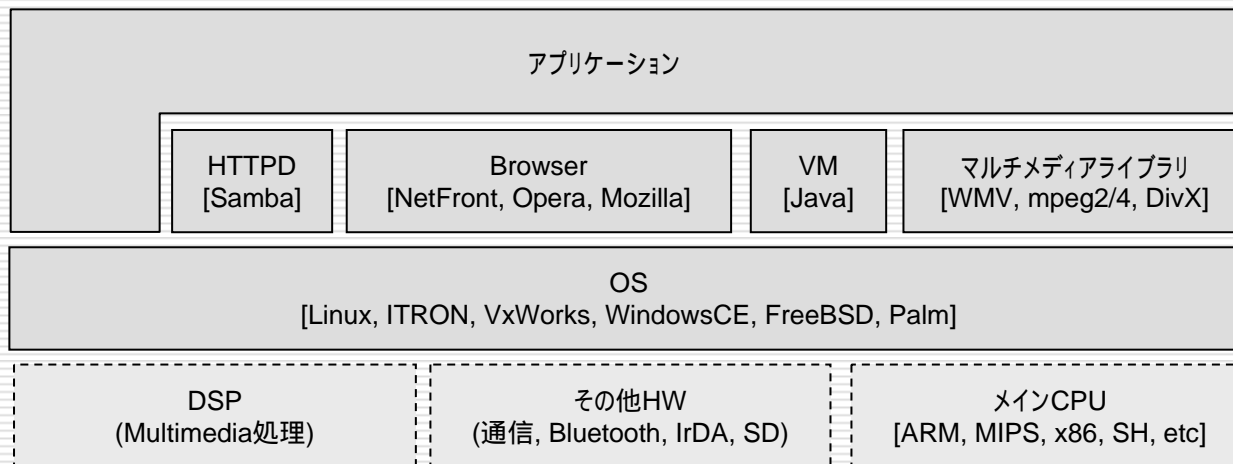 アプリケーション
HTTPD
[Samba]
Browser
[NetFront, Opera, Mozilla]
VM
[Java]
マルチメディアライブラリ
[WMV, mpeg2/4, DivX]
OS
[Linux, ITRON, VxWorks, WindowsCE, FreeBSD, Palm]
DSP
(Multimedia処理)
その他HW
(通信, Bluetooth, IrDA, SD)
メインCPU
[ARM, MIPS, x86, SH, etc]